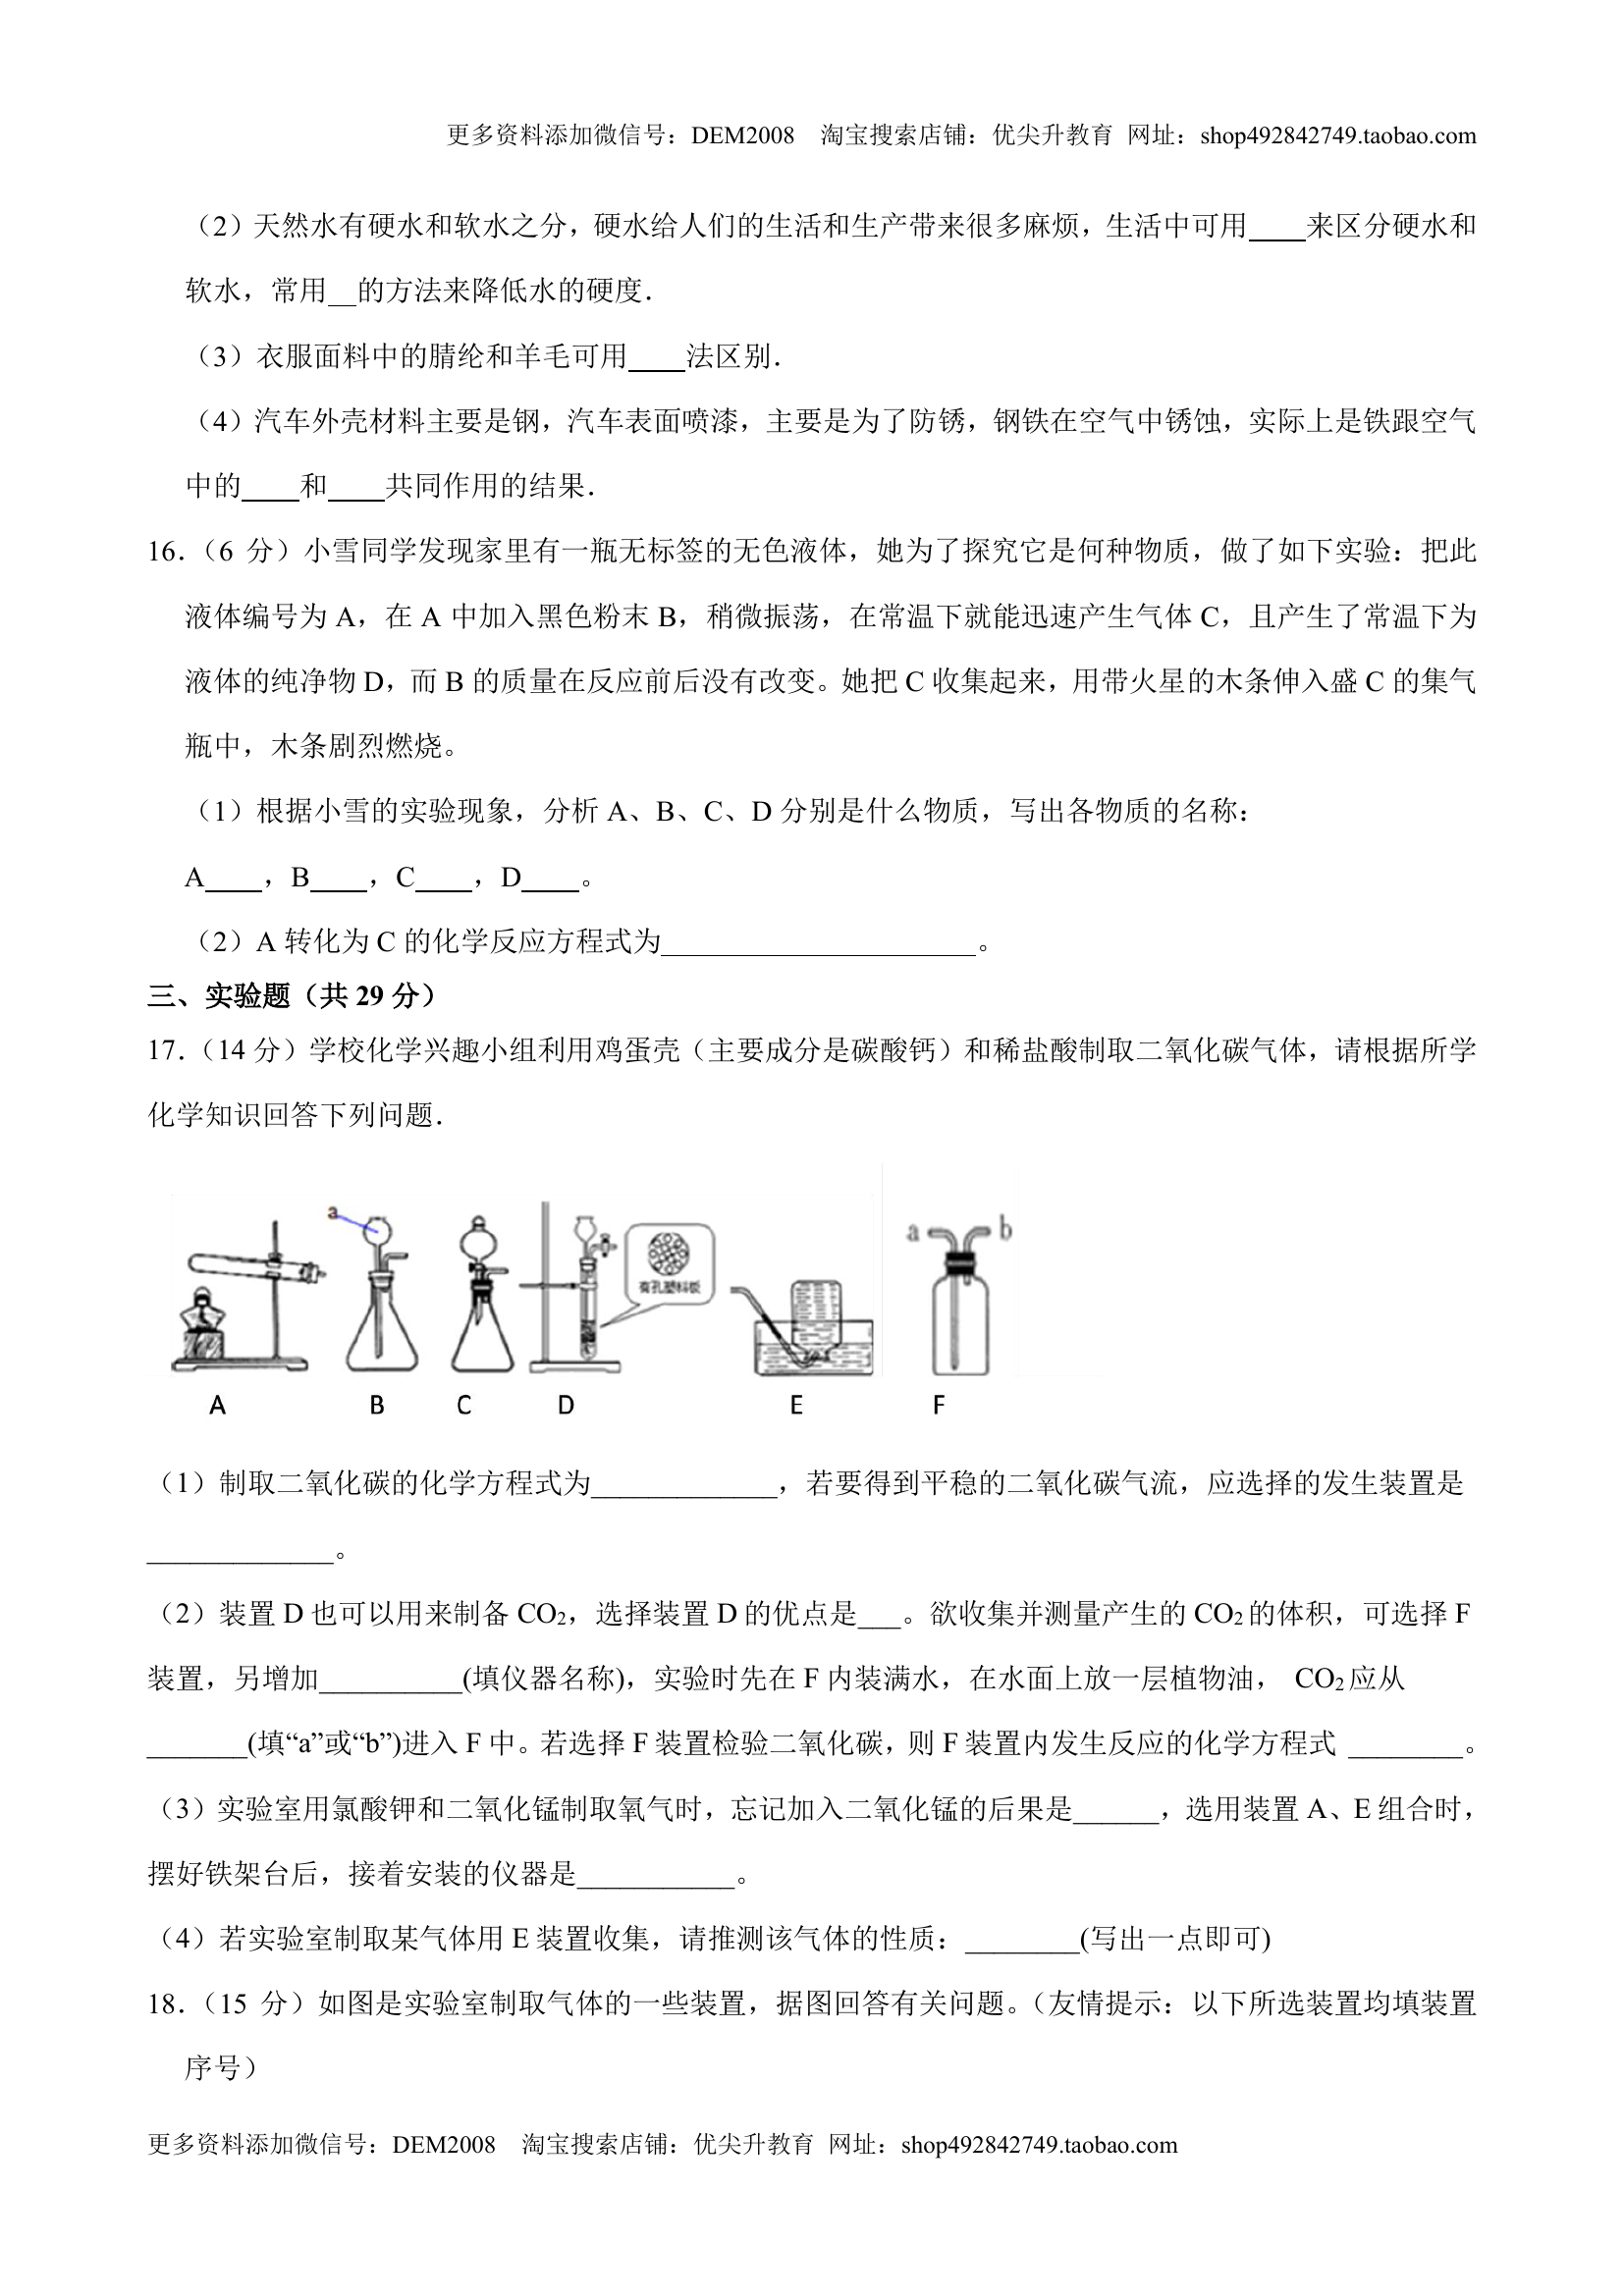 更多资料添加微信号：DEM2008 淘宝搜索店铺：优尖升教育 网址：shop492842749.taobao.com
（2）天然水有硬水和软水之分，硬水给人们的生活和生产带来很多麻烦，生活中可用____来区分硬水和
软水，常用__的方法来降低水的硬度．
（3）衣服面料中的腈纶和羊毛可用____法区别．
（4）汽车外壳材料主要是钢，汽车表面喷漆，主要是为了防锈，钢铁在空气中锈蚀，实际上是铁跟空气
中的____和____共同作用的结果．
16.（6 分）小雪同学发现家里有一瓶无标签的无色液体，她为了探究它是何种物质，做了如下实验：把此
液体编号为 A，在 A 中加入黑色粉末 B，稍微振荡，在常温下就能迅速产生气体 C，且产生了常温下为
液体的纯净物 D，而 B 的质量在反应前后没有改变。她把 C 收集起来，用带火星的木条伸入盛 C 的集气
瓶中，木条剧烈燃烧。
（1）根据小雪的实验现象，分析 A、B、C、D 分别是什么物质，写出各物质的名称：
A____，B____，C____，D____。
（2）A 转化为 C 的化学反应方程式为______________________。
三、实验题（共 29 分）
17.（14 分）学校化学兴趣小组利用鸡蛋壳（主要成分是碳酸钙）和稀盐酸制取二氧化碳气体，请根据所学
化学知识回答下列问题．
a
有孔塑料板
a b
A B C D E F
（1）制取二氧化碳的化学方程式为_____________，若要得到平稳的二氧化碳气流，应选择的发生装置是
_____________。
（2）装置 D 也可以用来制备 CO₂，选择装置 D 的优点是___。欲收集并测量产生的 CO₂ 的体积，可选择 F
装置，另增加__________(填仪器名称)，实验时先在 F 内装满水，在水面上放一层植物油， CO₂ 应从
_______(填“a”或“b”)进入 F 中。若选择 F 装置检验二氧化碳，则 F 装置内发生反应的化学方程式 ________。
（3）实验室用氯酸钾和二氧化锰制取氧气时，忘记加入二氧化锰的后果是______，选用装置 A、E 组合时，
摆好铁架台后，接着安装的仪器是___________。
（4）若实验室制取某气体用 E 装置收集，请推测该气体的性质：________(写出一点即可)
18.（15 分）如图是实验室制取气体的一些装置，据图回答有关问题。（友情提示：以下所选装置均填装置
序号）
更多资料添加微信号：DEM2008 淘宝搜索店铺：优尖升教育 网址：shop492842749.taobao.com